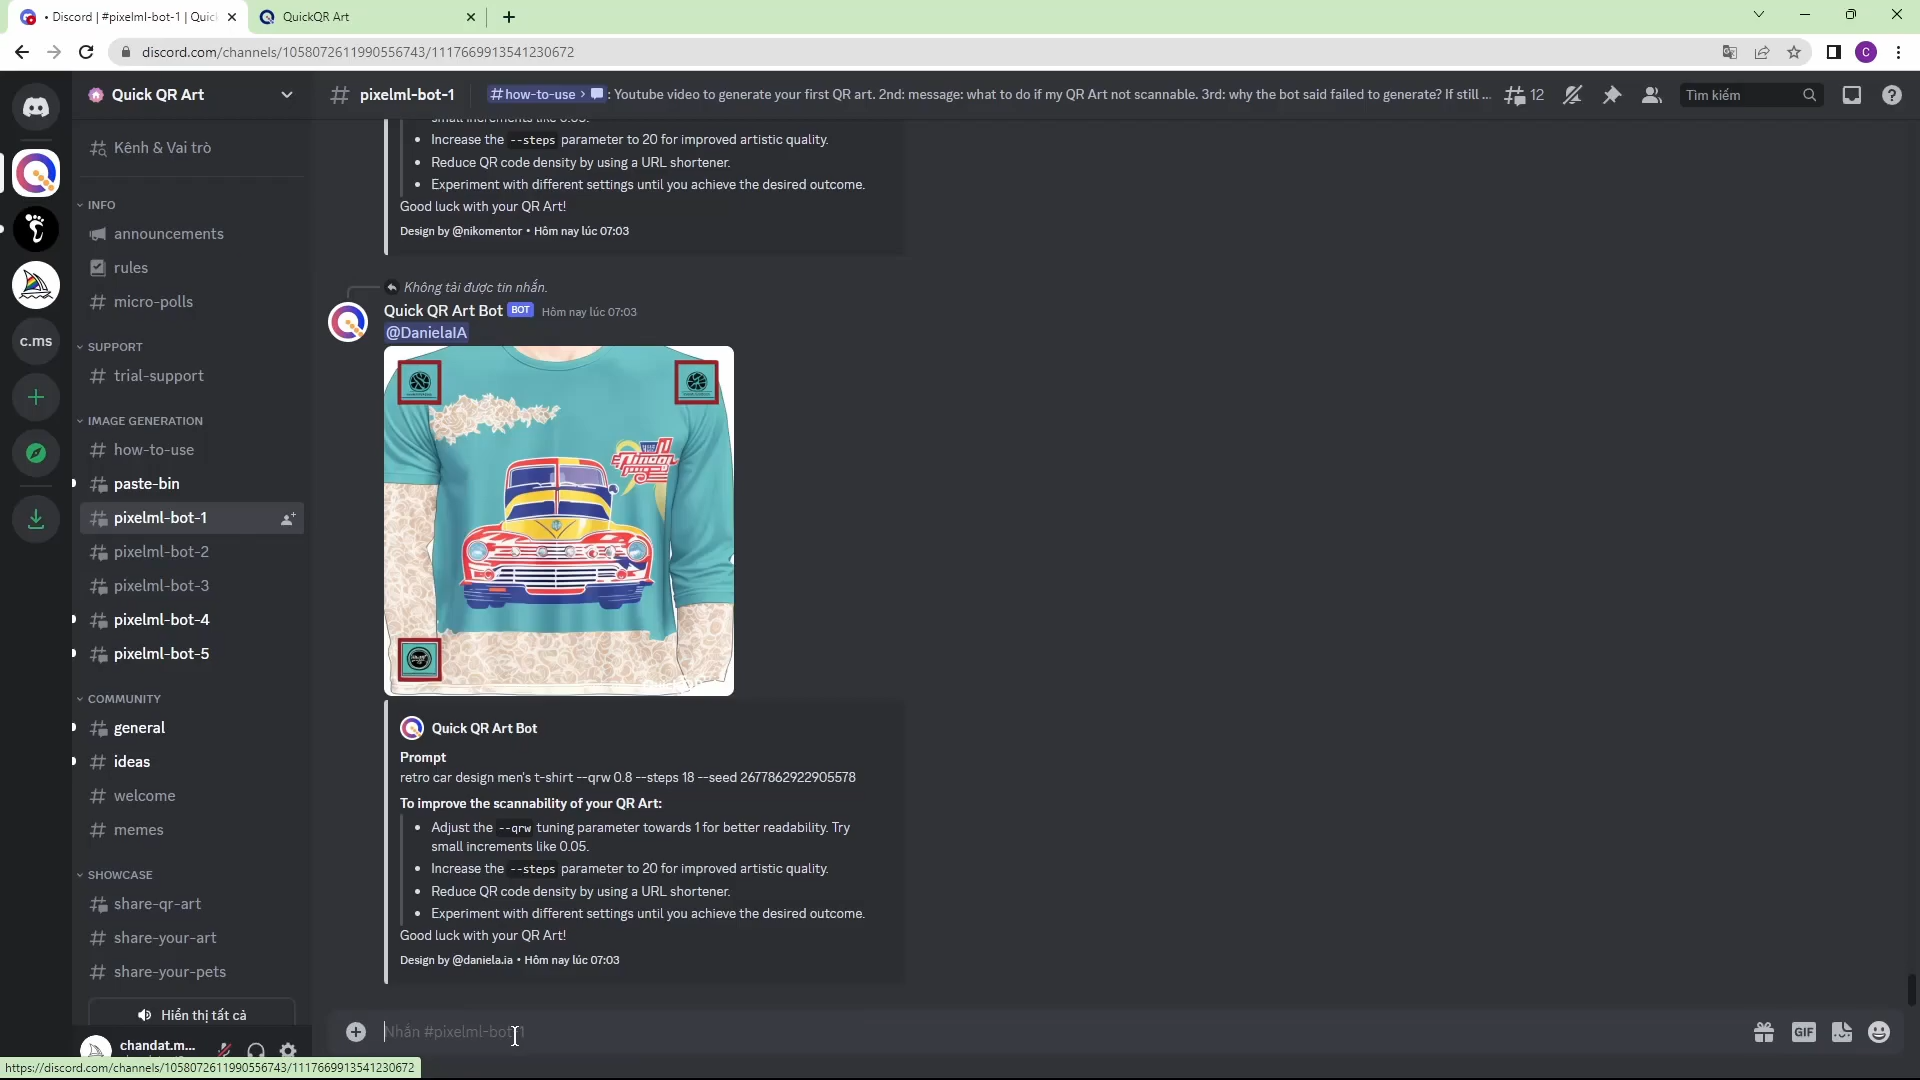 • Discord | #pixelml-bot-1 | Quick
QuickQR Art
discord.com/channels/1058072611990556743/1117669913541230672
C
Quick QR Art
pixelml-bot-1
#how-to-use > : Youtube video to generate your first QR art. 2nd: message: what to do if my QR Art not scannable. 3rd: why the bot said failed to generate? If still ...
12
Tìm kiếm
Kênh & Vai trò
INFO
announcements
rules
micro-polls
c.ms
SUPPORT
trial-support
IMAGE GENERATION
how-to-use
paste-bin
pixelml-bot-1
pixelml-bot-2
pixelml-bot-3
pixelml-bot-4
pixelml-bot-5
COMMUNITY
general
ideas
welcome
memes
SHOWCASE
share-qr-art
share-your-art
share-your-pets
Hiển thị tất cả
chandat.m...
small increments like 0.05.
• Increase the --steps parameter to 20 for improved artistic quality.
• Reduce QR code density by using a URL shortener.
• Experiment with different settings until you achieve the desired outcome.
Good luck with your QR Art!
Design by @nikomentor • Hôm nay lúc 07:03
Không tải được tin nhắn.
Quick QR Art Bot BOT Hôm nay lúc 07:03
@DanielaIA
Quick QR Art Bot
Prompt
retro car design men's t-shirt --qrw 0.8 --steps 18 --seed 2677862922905578
To improve the scannability of your QR Art:
• Adjust the --qrw tuning parameter towards 1 for better readability. Try
small increments like 0.05.
• Increase the --steps parameter to 20 for improved artistic quality.
• Reduce QR code density by using a URL shortener.
• Experiment with different settings until you achieve the desired outcome.
Good luck with your QR Art!
Design by @daniela.ia • Hôm nay lúc 07:03
Nhắn #pixelml-bot-1
GIF
https://discord.com/channels/1058072611990556743/1117669913541230672